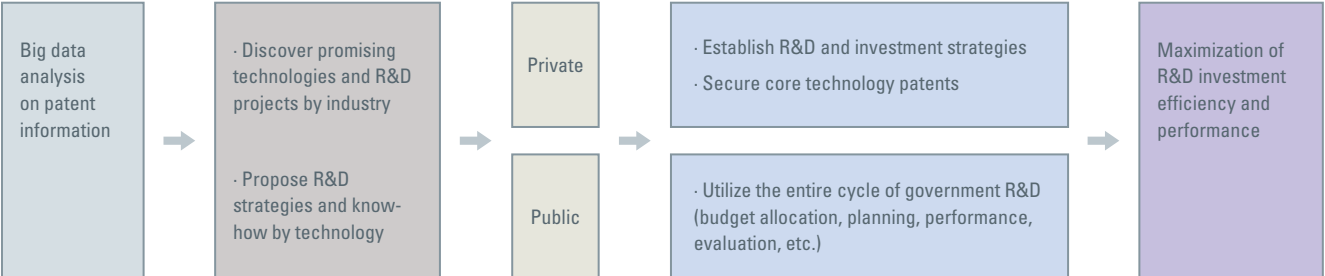 Big data
analysis
on patent
information
· Discover promising
technologies and R&D
projects by industry
· Propose R&D
strategies and know-
how by technology
Private
Public
· Establish R&D and investment strategies
· Secure core technology patents
· Utilize the entire cycle of government R&D
(budget allocation, planning, performance,
evaluation, etc.)
Maximization of
R&D investment
efficiency and
performance